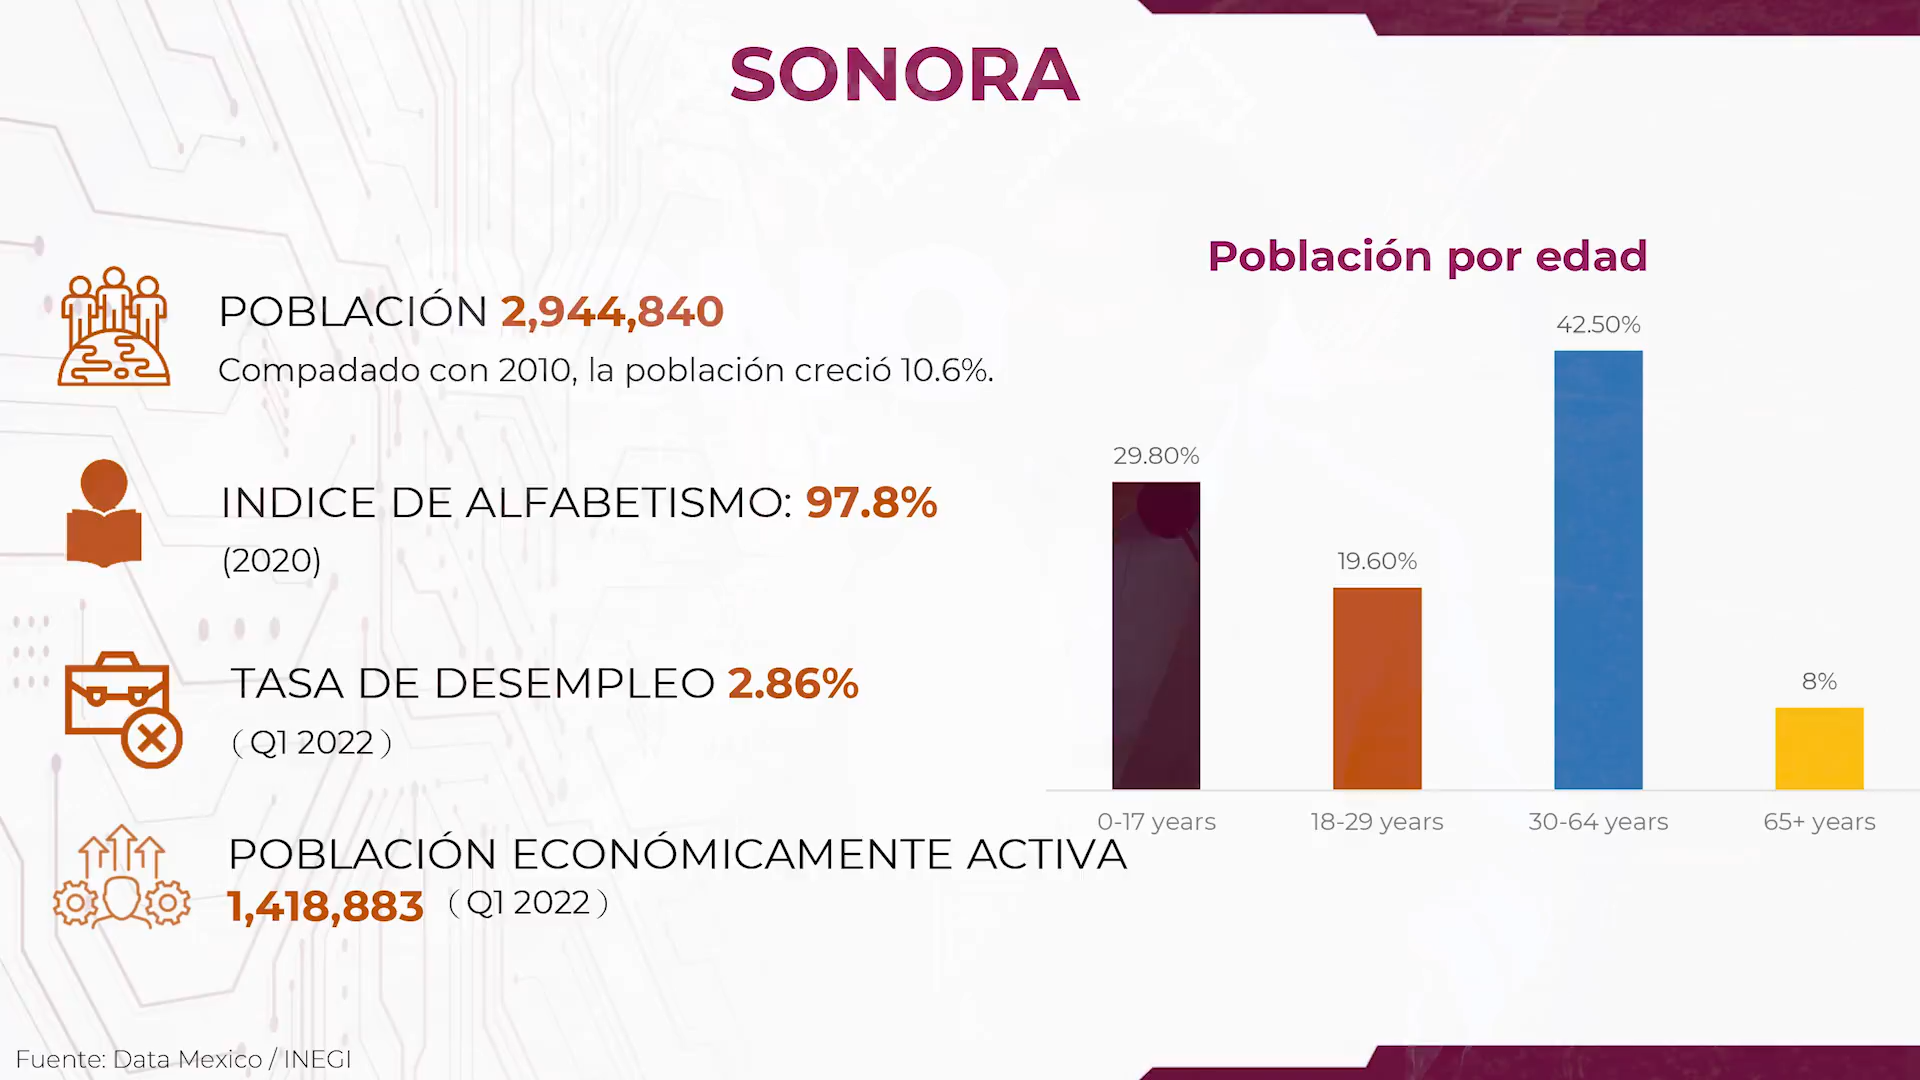 SONORA
POBLACIÓN 2,944,840
Compadado con 2010, la población creció 10.6%.
INDICE DE ALFABETISMO: 97.8%
(2020)
TASA DE DESEMPLEO 2.86%
(Q1 2022)
POBLACIÓN ECONÓMICAMENTE ACTIVA
1,418,883 (Q1 2022)
Población por edad
42.50%
29.80%
19.60%
8%
0-17 years 18-29 years 30-64 years 65+ years
Fuente: Data Mexico / INEGI